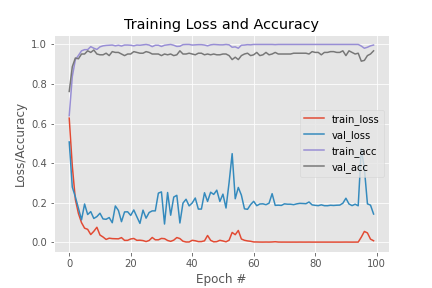 Training Loss and Accuracy
1.0
0.8
0.6
0.4
0.2
0.0
Loss/Accuracy
train_loss
val_loss
train_acc
val_acc
0 20 40 60 80 100
Epoch #